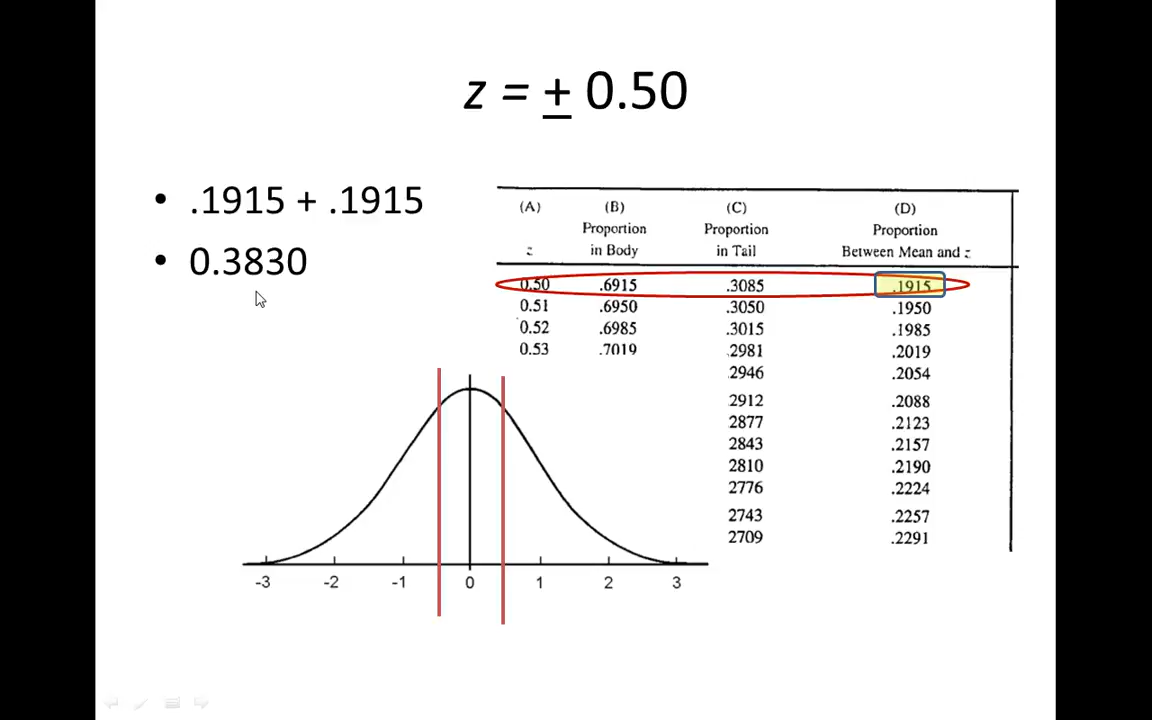 z = ± 0.50
• .1915 + .1915
• 0.3830
(A) (B) (C) (D)
Proportion Proportion Proportion
z in Body in Tail Between Mean and z
0.50 .6915 .3085 .1915
0.51 .6950 .3050 .1950
0.52 .6985 .3015 .1985
0.53 .7019 .2981 .2019
2946 .2054
2912 .2088
2877 .2123
2843 .2157
2810 .2190
2776 .2224
2743 .2257
2709 .2291
-3 -2 -1 0 1 2 3